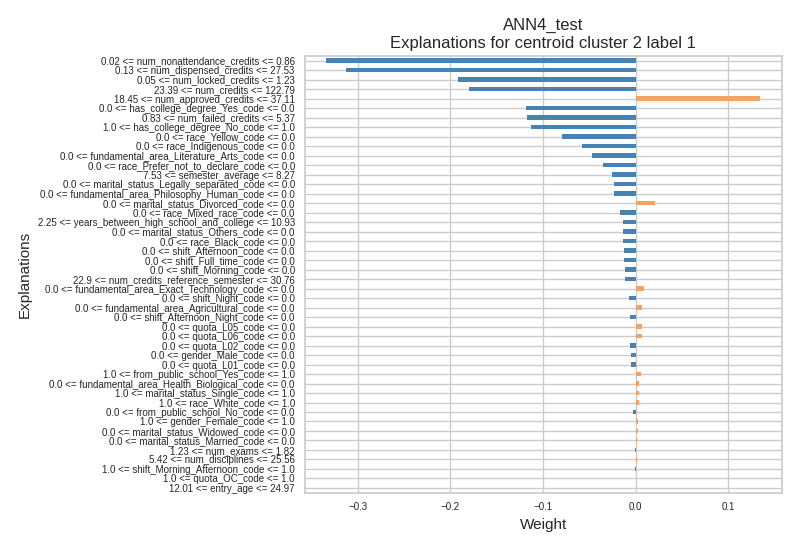 ANN4_test
Explanations for centroid cluster 2 label 1
0.02 <= num_nonattendance_credits <= 0.86
0.13 <= num_dispensed_credits <= 27.53
0.05 <= num_locked_credits <= 1.23
23.39 <= num_credits <= 122.79
18.45 <= num_approved_credits <= 37.11
0.0 <= has_college_degree_Yes_code <= 0.0
0.83 <= num_failed_credits <= 5.37
1.0 <= has_college_degree_No_code <= 1.0
0.0 <= race_Yellow_code <= 0.0
0.0 <= race_Indigenous_code <= 0.0
0.0 <= fundamental_area_Literature_Arts_code <= 0.0
0.0 <= race_Prefer_not_to_declare_code <= 0.0
7.53 <= semester_average <= 8.27
0.0 <= marital_status_Legally_separated_code <= 0.0
0.0 <= fundamental_area_Philosophy_Human_code <= 0.0
0.0 <= marital_status_Divorced_code <= 0.0
0.0 <= race_Mixed_race_code <= 0.0
2.25 <= years_between_high_school_and_college <= 10.93
0.0 <= marital_status_Others_code <= 0.0
0.0 <= race_Black_code <= 0.0
0.0 <= shift_Afternoon_code <= 0.0
0.0 <= shift_Full_time_code <= 0.0
0.0 <= shift_Morning_code <= 0.0
22.9 <= num_credits_reference_semester <= 30.76
0.0 <= fundamental_area_Exact_Technology_code <= 0.0
0.0 <= shift_Night_code <= 0.0
0.0 <= fundamental_area_Agricultural_code <= 0.0
0.0 <= shift_Afternoon_Night_code <= 0.0
0.0 <= quota_L05_code <= 0.0
0.0 <= quota_L06_code <= 0.0
0.0 <= quota_L02_code <= 0.0
0.0 <= gender_Male_code <= 0.0
0.0 <= quota_L01_code <= 0.0
1.0 <= from_public_school_Yes_code <= 1.0
0.0 <= fundamental_area_Health_Biological_code <= 0.0
1.0 <= marital_status_Single_code <= 1.0
1.0 <= race_White_code <= 1.0
0.0 <= from_public_school_No_code <= 0.0
1.0 <= gender_Female_code <= 1.0
0.0 <= marital_status_Widowed_code <= 0.0
0.0 <= marital_status_Married_code <= 0.0
1.23 <= num_exams <= 1.82
5.42 <= num_disciplines <= 25.56
1.0 <= shift_Morning_Afternoon_code <= 1.0
1.0 <= quota_OC_code <= 1.0
12.01 <= entry_age <= 24.97
Explanations
−0.3 −0.2 −0.1 0.0 0.1
Weight